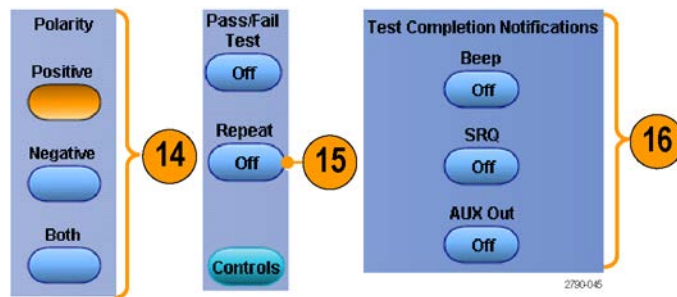 Polarity
Positive
Negative
Both
14
Pass/Fail
Test
Off
Repeat
Off
Controls
15
Test Completion Notifications
Beep
Off
SRQ
Off
AUX Out
Off
16
2790-045